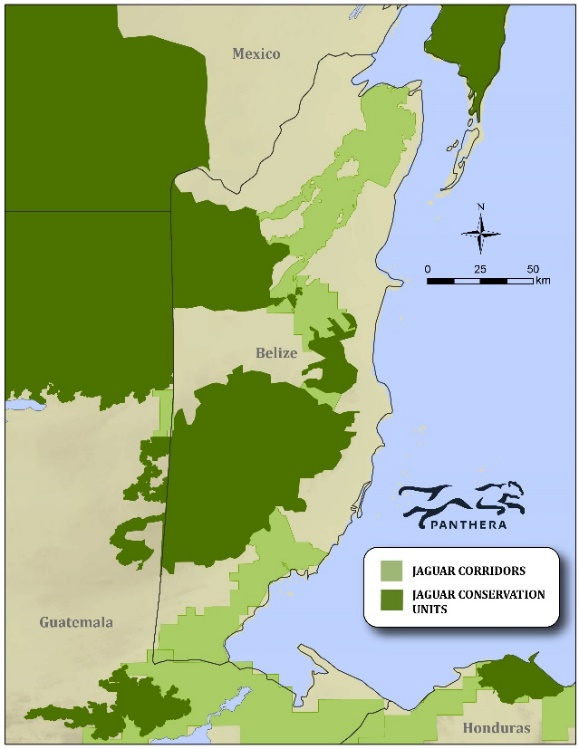 Mexico
N
0 25 50
km
Belize
PANTHERA
JAGUAR CORRIDORS
JAGUAR CONSERVATION
UNITS
Guatemala
Honduras